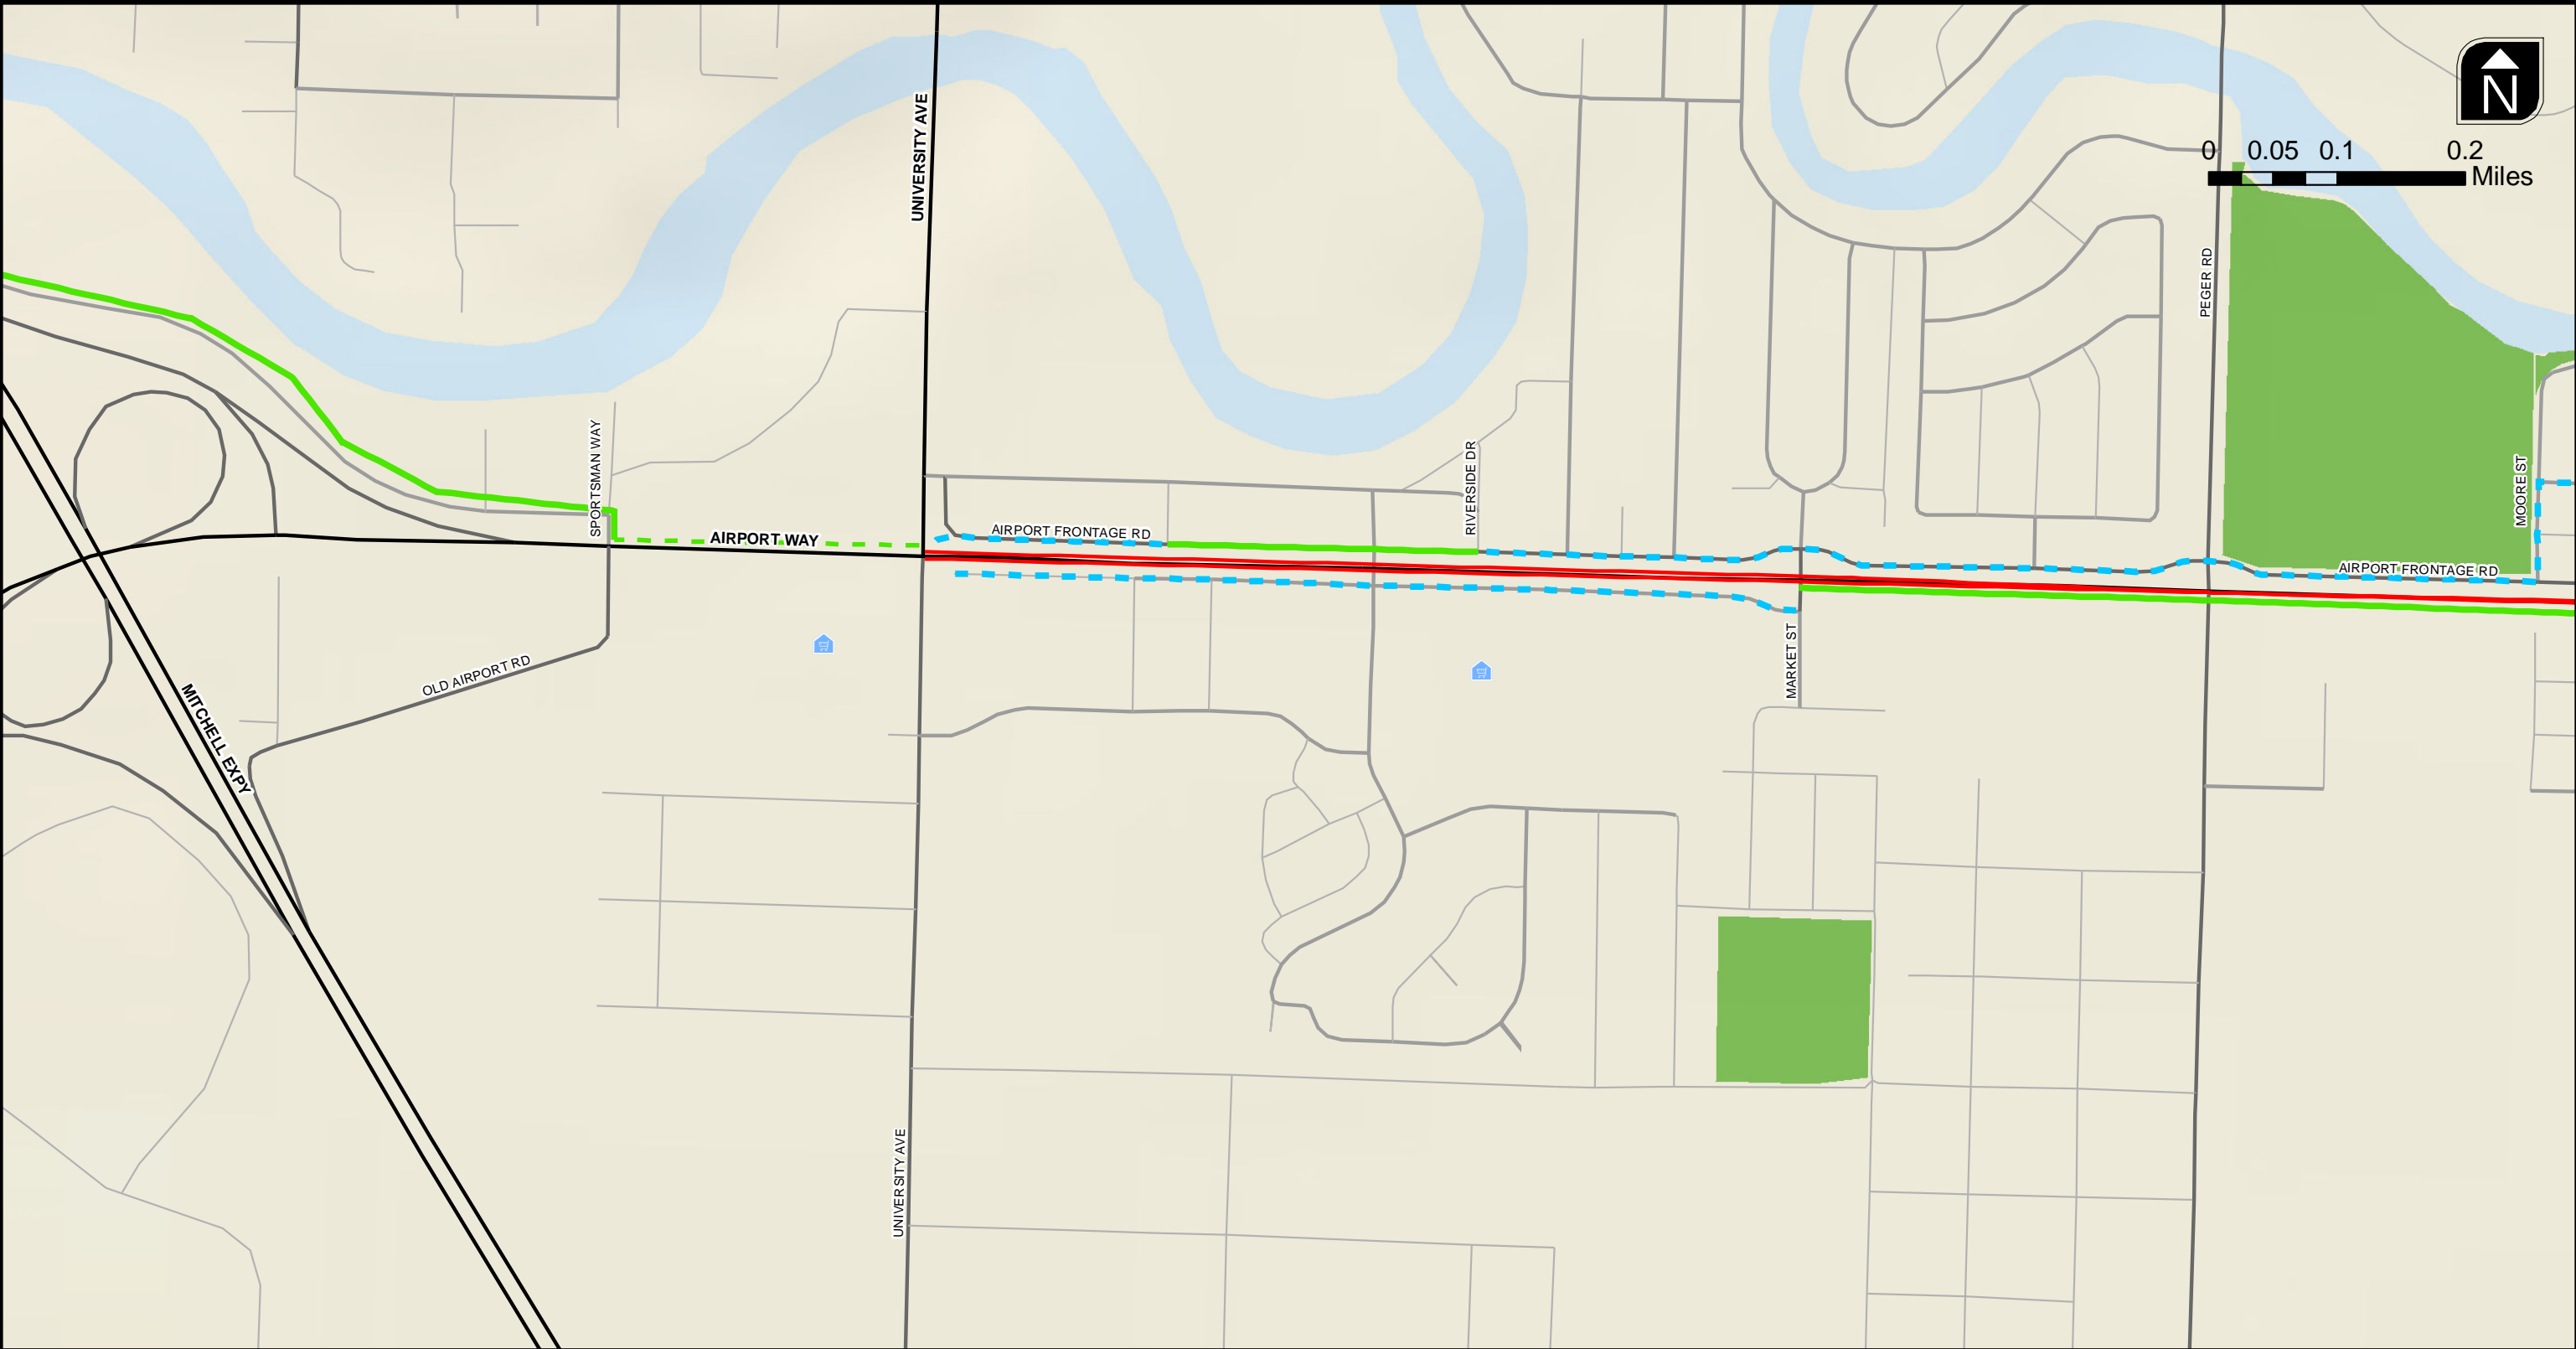 N
0 0.05 0.1 0.2
Miles
UNIVERSITY AVE
PEGER RD
SPORTSMAN WAY
RIVERSIDE DR
MOORE ST
AIRPORT WAY
AIRPORT FRONTAGE RD
AIRPORT FRONTAGE RD
MARKET ST
OLD AIRPORT RD
MITCHELL EXPY
UNIVERSITY AVE